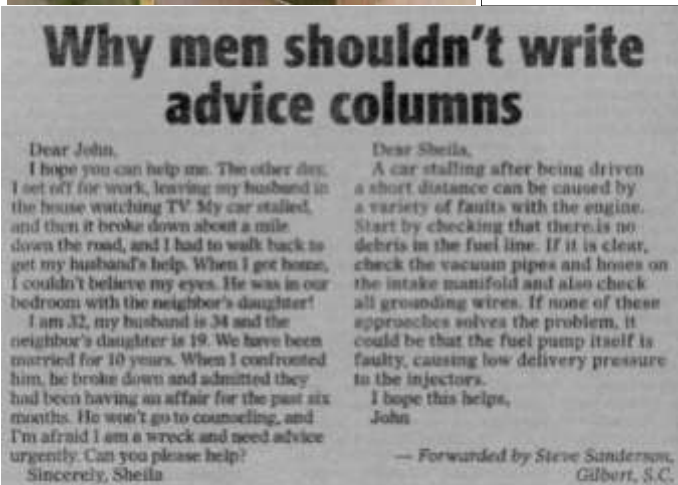 Why men shouldn't write
advice columns
Dear John,
I hope you can help me. The other day,
I set off for work, leaving my husband in
the house watching TV. My car stalled,
and then it broke down about a mile
down the road, and I had to walk back to
get my husband's help. When I got home,
I couldn't believe my eyes. He was in our
bedroom with the neighbor's daughter!
I am 32, my husband is 34 and the
neighbor's daughter is 19. We have been
married for 10 years. When I confronted
him, he broke down and admitted they
had been having an affair for the past six
months. He won't go to counseling, and
I'm afraid I am a wreck and need advice
urgently. Can you please help?
Sincerely, Sheila
Dear Sheila,
A car stalling after being driven
a short distance can be caused by
a variety of faults with the engine.
Start by checking that there is no
debris in the fuel line. If it is clear,
check the vacuum pipes and hoses on
the intake manifold and also check
all grounding wires. If none of these
approaches solves the problem, it
could be that the fuel pump itself is
faulty, causing low delivery pressure
to the injectors.
I hope this helps,
John
— Forwarded by Steve Sanderson,
Gilbert, S.C.